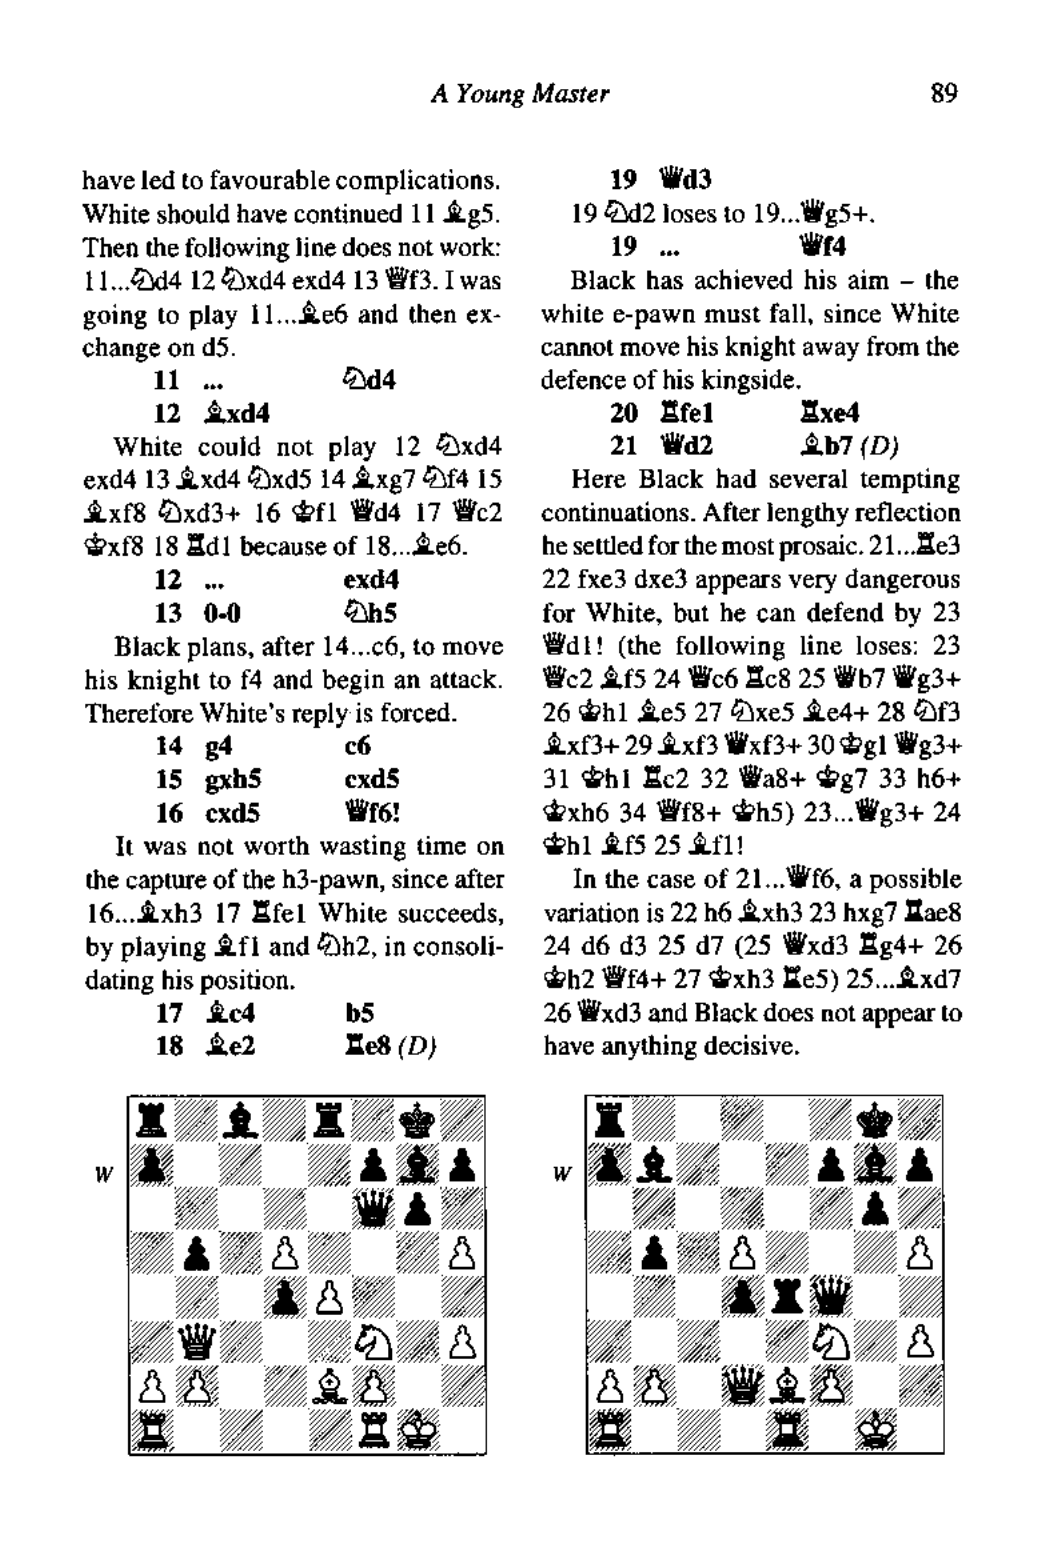 A Young Master 89
have led to favourable complications.
White should have continued 11 ♗g5.
Then the following line does not work:
11...♘d4 12 ♘xd4 exd4 13 ♕f3. I was
going to play 11...♗e6 and then ex-
change on d5.
11 ... ♘d4
12 ♗xd4
White could not play 12 ♘xd4
exd4 13 ♗xd4 ♘xd5 14 ♗xg7 ♘f4 15
♗xf8 ♘xd3+ 16 ♔f1 ♕d4 17 ♕c2
♔xf8 18 ♖d1 because of 18...♗e6.
12 ... exd4
13 0-0 ♘h5
Black plans, after 14...c6, to move
his knight to f4 and begin an attack.
Therefore White's reply is forced.
14 g4 c6
15 gxh5 cxd5
16 cxd5 ♕f6!
It was not worth wasting time on
the capture of the h3-pawn, since after
16...♗xh3 17 ♖fe1 White succeeds,
by playing ♗f1 and ♘h2, in consoli-
dating his position.
17 ♗c4 b5
18 ♗e2 ♖e8 (D)
W
19 ♕d3
19 ♘d2 loses to 19...♕g5+.
19 ... ♕f4
Black has achieved his aim – the
white e-pawn must fall, since White
cannot move his knight away from the
defence of his kingside.
20 ♖fe1 ♖xe4
21 ♕d2 ♗b7 (D)
Here Black had several tempting
continuations. After lengthy reflection
he settled for the most prosaic. 21...♖e3
22 fxe3 dxe3 appears very dangerous
for White, but he can defend by 23
♕d1! (the following line loses: 23
♕c2 ♗f5 24 ♕c6 ♖c8 25 ♕b7 ♕g3+
26 ♔h1 ♗e5 27 ♘xe5 ♗e4+ 28 ♘f3
♗xf3+ 29 ♗xf3 ♕xf3+ 30 ♔g1 ♕g3+
31 ♔h1 ♖c2 32 ♕a8+ ♔g7 33 h6+
♔xh6 34 ♕f8+ ♔h5) 23...♕g3+ 24
♔h1 ♗f5 25 ♗f1!
In the case of 21...♕f6, a possible
variation is 22 h6 ♗xh3 23 hxg7 ♖ae8
24 d6 d3 25 d7 (25 ♕xd3 ♖g4+ 26
♔h2 ♕f4+ 27 ♔xh3 ♖e5) 25...♗xd7
26 ♕xd3 and Black does not appear to
have anything decisive.
W